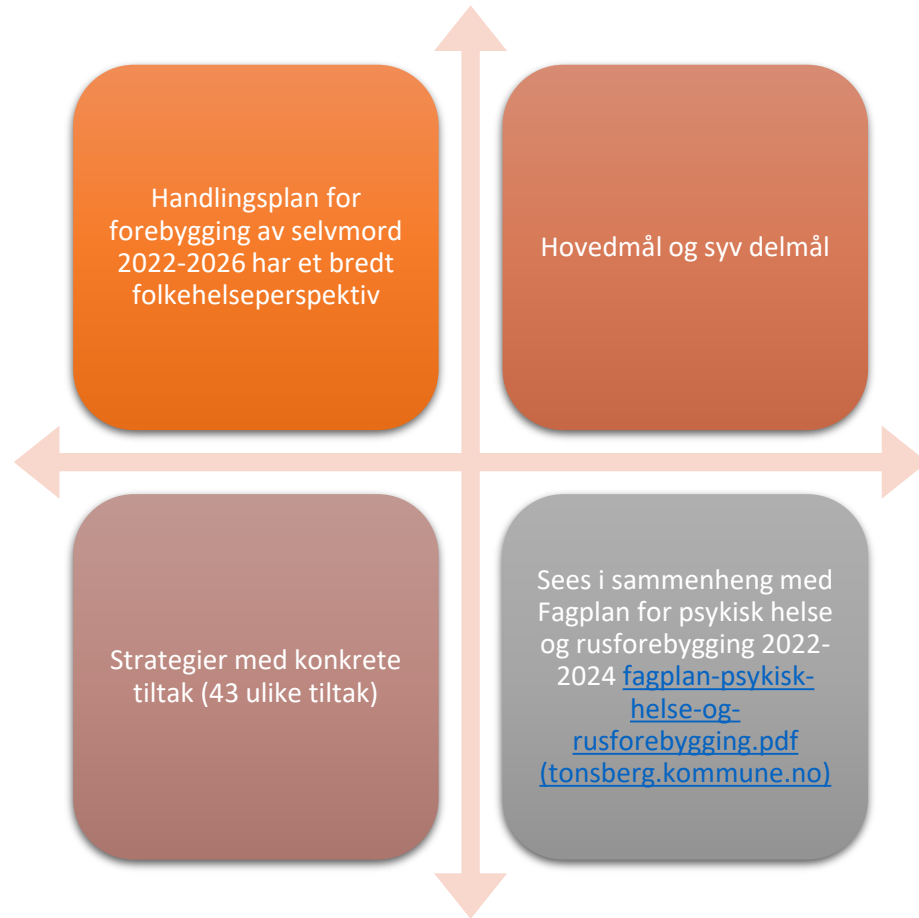 Handlingsplan for
forebygging av selvmord
2022-2026 har et bredt
folkehelseperspektiv
Hovedmål og syv delmål
Strategier med konkrete
tiltak (43 ulike tiltak)
Sees i sammenheng med
Fagplan for psykisk helse
og rusforebygging 2022-
2024 fagplan-psykisk-
helse-og-
rusforebygging.pdf
(tonsberg.kommune.no)